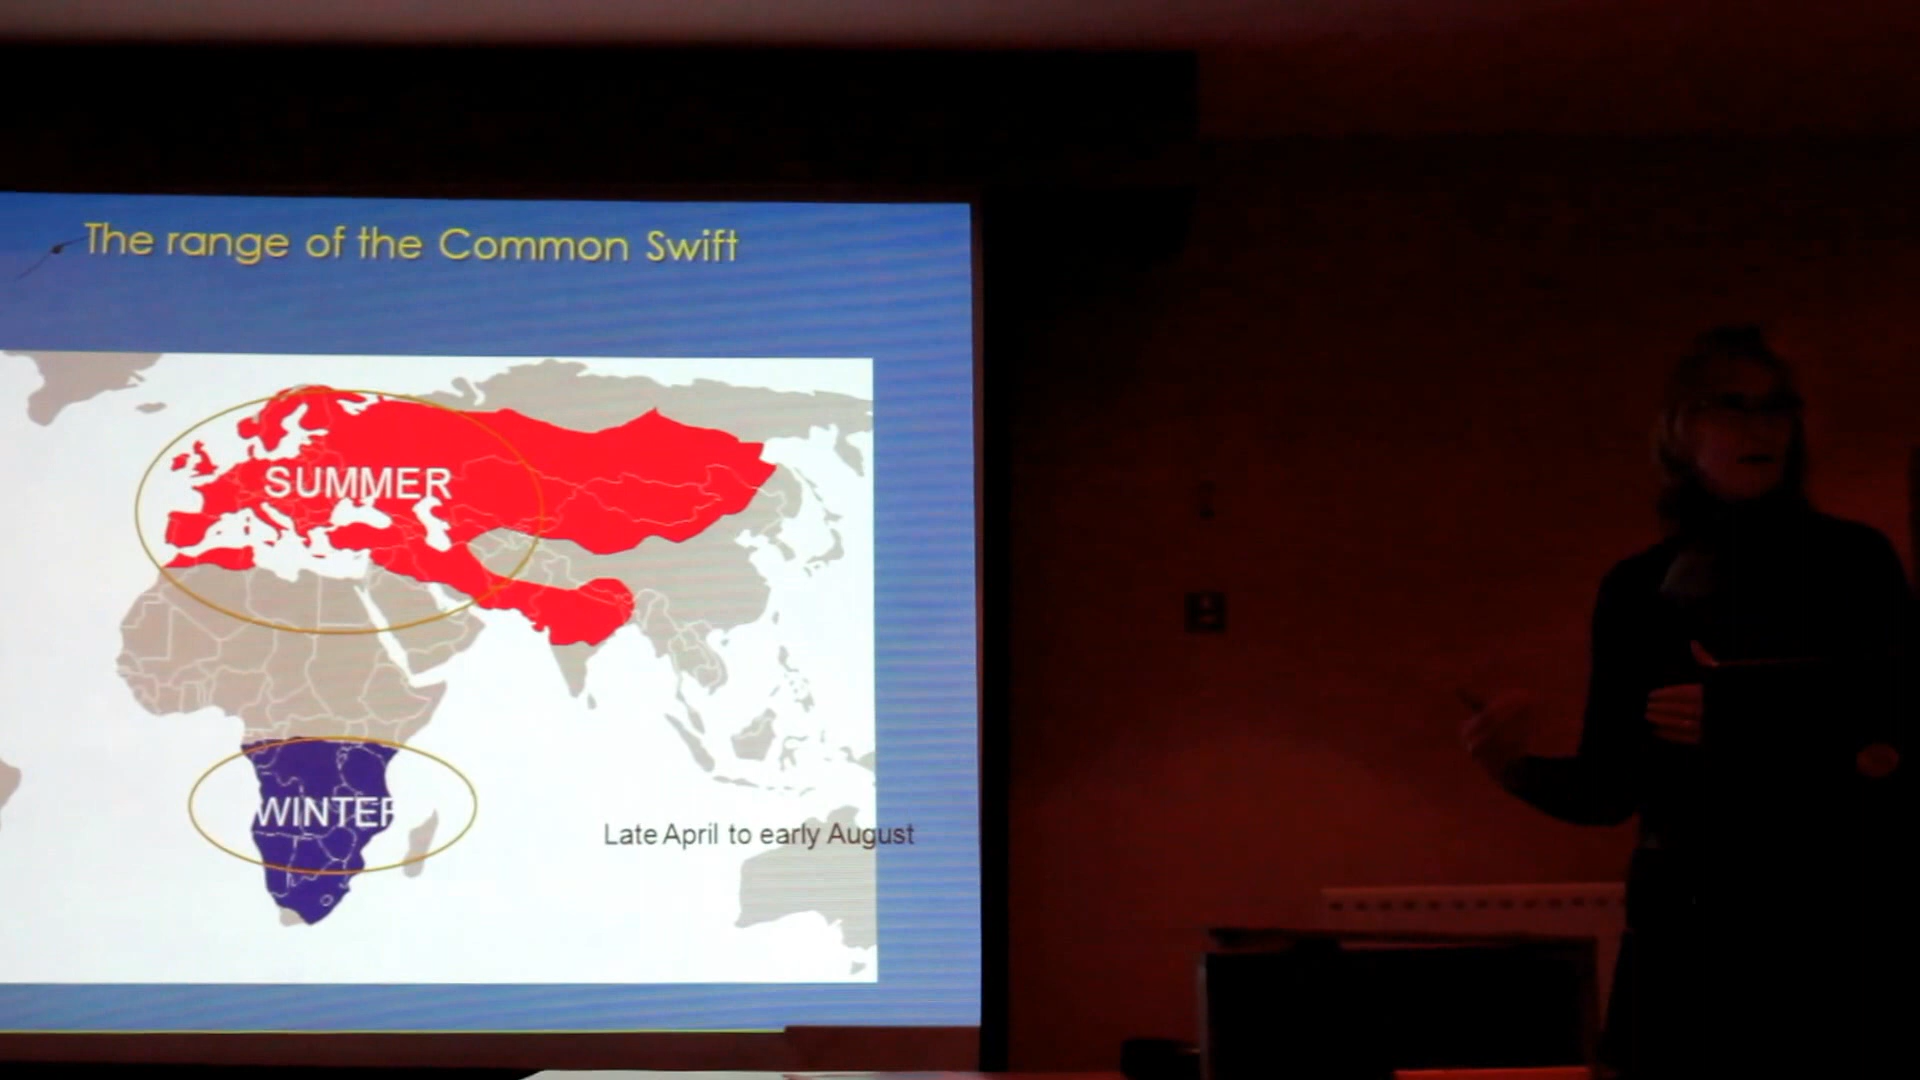 The range of the Common Swift
SUMMER
WINTER
Late April to early August